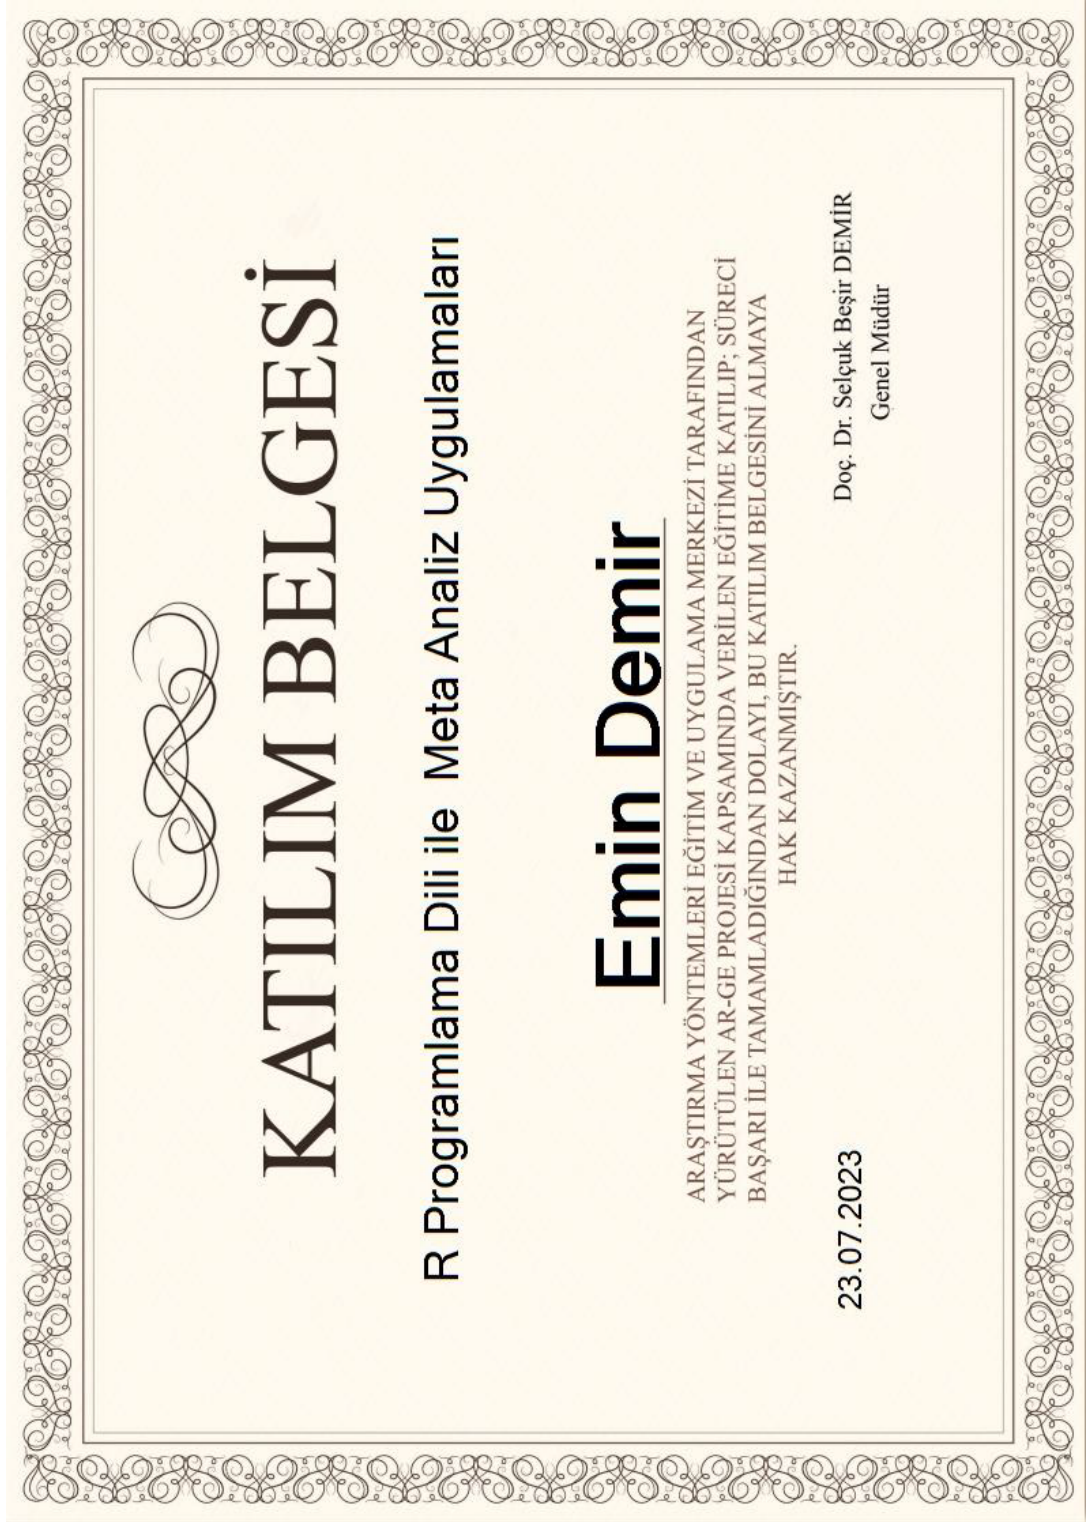 KATILIM BELGESİ
R Programlama Dili ile Meta Analiz Uygulamaları
Emin Demir
ARAŞTIRMA YÖNTEMLERİ EĞİTİM VE UYGULAMA MERKEZİ TARAFINDAN
YÜRÜTÜLEN AR-GE PROJESİ KAPSAMINDA VERİLEN EĞİTİME KATILIP; SÜRECİ
BAŞARI İLE TAMAMLADIĞINDAN DOLAYI, BU KATILIM BELGESİNİ ALMAYA
HAK KAZANMIŞTIR.
23.07.2023
Doç. Dr. Selçuk Beşir DEMİR
Genel Müdür